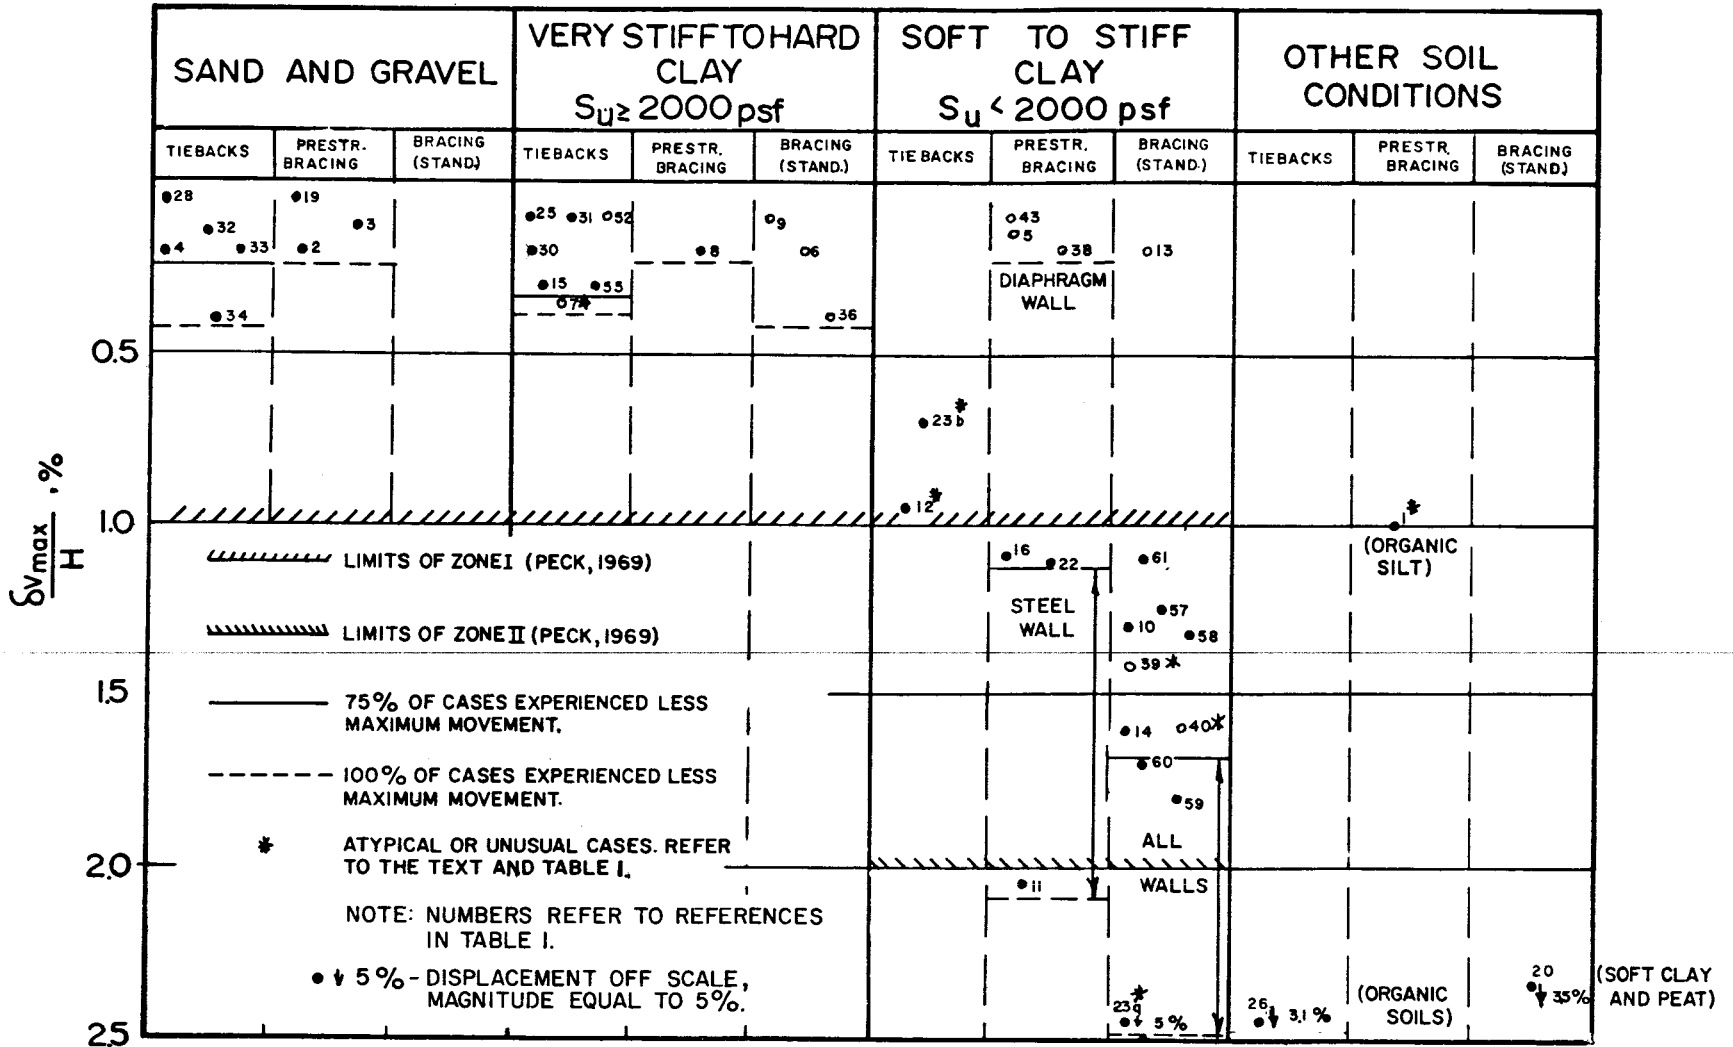 SAND AND GRAVEL
VERY STIFF TO HARD
CLAY
Su ≥ 2000 psf
SOFT TO STIFF
CLAY
Su < 2000 psf
OTHER SOIL
CONDITIONS
TIEBACKS
PRESTR.
BRACING
BRACING
(STAND.)
TIEBACKS
PRESTR.
BRACING
BRACING
(STAND.)
TIEBACKS
PRESTR.
BRACING
BRACING
(STAND.)
TIEBACKS
PRESTR.
BRACING
BRACING
(STAND.)
28
32
4
33
34
19
3
2
25
31
52
30
15
55
7*
8
9
6
36
43
5
38
DIAPHRAGM
WALL
13
0.5
23b*
12*
1.0
1*
(ORGANIC
SILT)
δVmax
H
, %
LIMITS OF ZONE I (PECK, 1969)
LIMITS OF ZONE II (PECK, 1969)
16
22
STEEL
WALL
61
57
10
58
39*
1.5
75% OF CASES EXPERIENCED LESS
MAXIMUM MOVEMENT.
14
40*
60
59
100% OF CASES EXPERIENCED LESS
MAXIMUM MOVEMENT.
* ATYPICAL OR UNUSUAL CASES. REFER
TO THE TEXT AND TABLE 1.
ALL
WALLS
2.0
11
NOTE: NUMBERS REFER TO REFERENCES
IN TABLE 1.
● ↓ 5% - DISPLACEMENT OFF SCALE,
MAGNITUDE EQUAL TO 5%.
23a*
5%
26
3.1%
(ORGANIC
SOILS)
20
35%
(SOFT CLAY
AND PEAT)
2.5